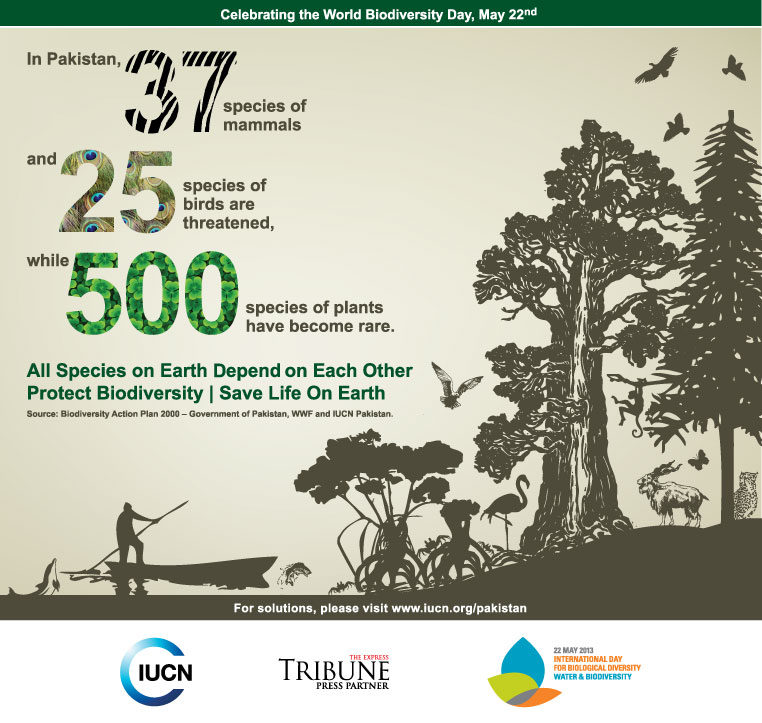 Celebrating the World Biodiversity Day, May 22nd
In Pakistan, 37 species of
mammals
and 25 species of
birds are
threatened,
while 500 species of plants
have become rare.
All Species on Earth Depend on Each Other
Protect Biodiversity | Save Life On Earth
Source: Biodiversity Action Plan 2000 – Government of Pakistan, WWF and IUCN Pakistan.
For solutions, please visit www.iucn.org/pakistan
IUCN
THE EXPRESS
TRIBUNE
PRESS PARTNER
22 MAY 2013
INTERNATIONAL DAY
FOR BIOLOGICAL DIVERSITY
WATER & BIODIVERSITY